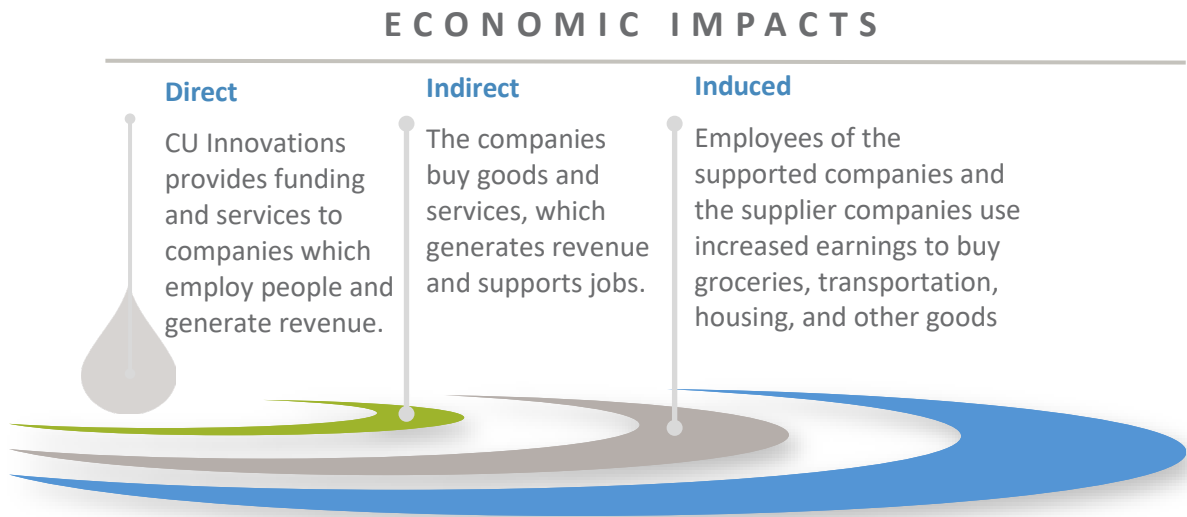 ECONOMIC IMPACTS
Direct
CU Innovations
provides funding
and services to
companies which
employ people and
generate revenue.
Indirect
The companies
buy goods and
services, which
generates revenue
and supports jobs.
Induced
Employees of the
supported companies and
the supplier companies use
increased earnings to buy
groceries, transportation,
housing, and other goods